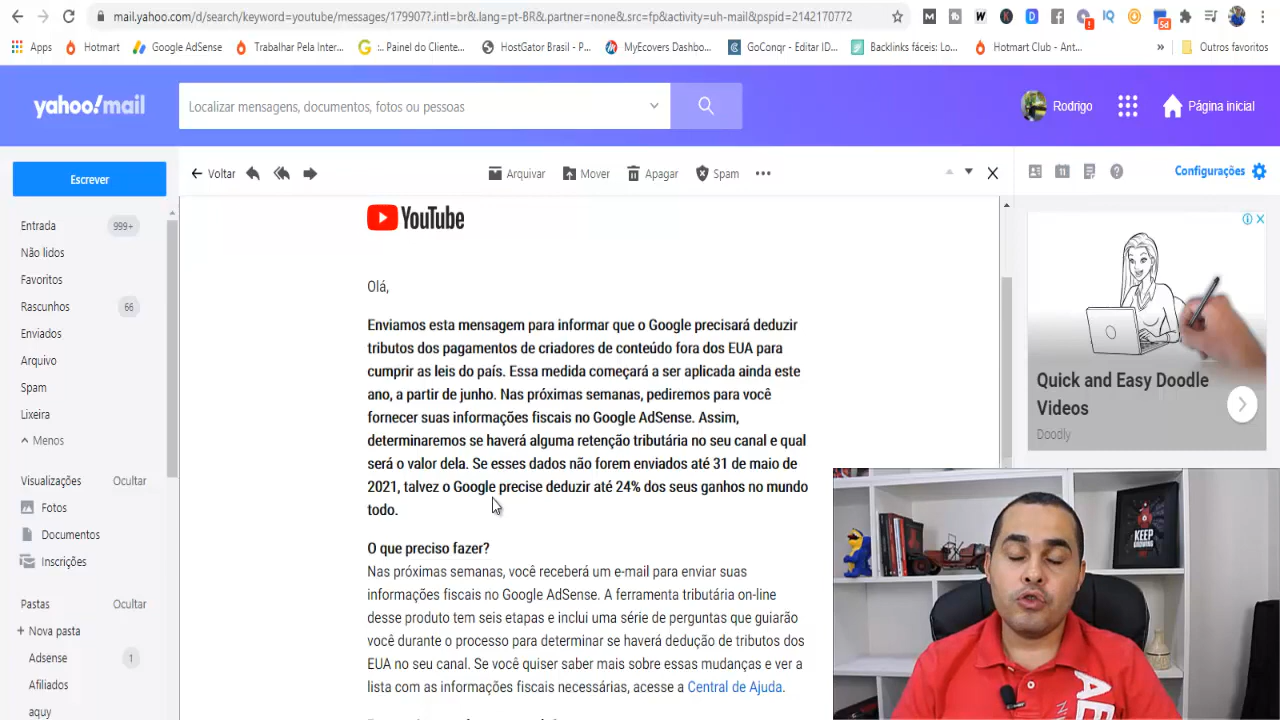 mail.yahoo.com/d/search/keyword=youtube/messages/179907?.intl=br&.lang=pt-BR&.partner=none&.src=fp&activity=uh-mail&pspid=2142170772
Apps Hotmart Google AdSense Trabalhar Pela Inter... :.. Painel do Cliente... HostGator Brasil - P... MyEcovers Dashbo... GoConqr - Editar ID... Backlinks fáceis: Lo... Hotmart Club - Ant... » Outros favoritos
yahoo!mail
Localizar mensagens, documentos, fotos ou pessoas
Rodrigo
Página inicial
Escrever
Voltar Arquivar Mover Apagar Spam
Configurações
Entrada 999+
Não lidos
Favoritos
Rascunhos 66
Enviados
Arquivo
Spam
Lixeira
Menos
Visualizações Ocultar
Fotos
Documentos
Inscrições
Pastas Ocultar
+ Nova pasta
Adsense 1
Afiliados
aquy
YouTube
Olá,
Enviamos esta mensagem para informar que o Google precisará deduzir
tributos dos pagamentos de criadores de conteúdo fora dos EUA para
cumprir as leis do país. Essa medida começará a ser aplicada ainda este
ano, a partir de junho. Nas próximas semanas, pediremos para você
fornecer suas informações fiscais no Google AdSense. Assim,
determinaremos se haverá alguma retenção tributária no seu canal e qual
será o valor dela. Se esses dados não forem enviados até 31 de maio de
2021, talvez o Google precise deduzir até 24% dos seus ganhos no mundo
todo.
O que preciso fazer?
Nas próximas semanas, você receberá um e-mail para enviar suas
informações fiscais no Google AdSense. A ferramenta tributária on-line
desse produto tem seis etapas e inclui uma série de perguntas que guiarão
você durante o processo para determinar se haverá dedução de tributos dos
EUA no seu canal. Se você quiser saber mais sobre essas mudanças e ver a
lista com as informações fiscais necessárias, acesse a Central de Ajuda.
Quick and Easy Doodle
Videos
Doodly
KEEP